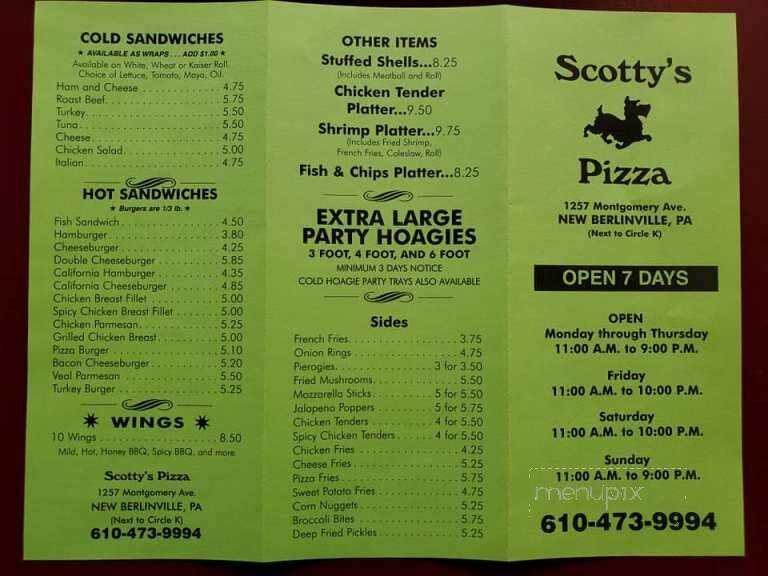 COLD SANDWICHES
★ AVAILABLE AS WRAPS . . . ADD $1.00 ★
Available on White, Wheat or Kaiser Roll.
Choice of Lettuce, Tomato, Mayo, Oil.
Ham and Cheese 4.75
Roast Beef 5.75
Turkey 5.50
Tuna 5.50
Cheese 4.75
Chicken Salad 5.00
Italian 4.75
HOT SANDWICHES
★ Burgers are 1/3 lb. ★
Fish Sandwich 4.50
Hamburger 3.80
Cheeseburger 4.25
Double Cheeseburger 5.85
California Hamburger 4.35
California Cheeseburger 4.85
Chicken Breast Fillet 5.00
Spicy Chicken Breast Fillet 5.00
Chicken Parmesan 5.25
Grilled Chicken Breast 5.00
Pizza Burger 5.10
Bacon Cheeseburger 5.20
Veal Parmesan 5.50
Turkey Burger 5.25
WINGS
10 Wings 8.50
Mild, Hot, Honey BBQ, Spicy BBQ, and more
Scotty's Pizza
1257 Montgomery Ave.
NEW BERLINVILLE, PA
(Next to Circle K)
610-473-9994
OTHER ITEMS
Stuffed Shells...8.25
(Includes Meatball and Roll)
Chicken Tender
Platter...9.50
Shrimp Platter...9.75
(Includes Fried Shrimp,
French Fries, Coleslaw, Roll)
Fish & Chips Platter...8.25
EXTRA LARGE
PARTY HOAGIES
3 FOOT, 4 FOOT, AND 6 FOOT
MINIMUM 3 DAYS NOTICE
COLD HOAGIE PARTY TRAYS ALSO AVAILABLE
Sides
French Fries 3.75
Onion Rings 4.75
Pierogies 3 for 3.50
Fried Mushrooms 5.50
Mozzarella Sticks 5 for 5.50
Jalapeno Poppers 5 for 5.75
Chicken Tenders 4 for 5.50
Spicy Chicken Tenders 4 for 5.50
Chicken Fries 4.25
Cheese Fries 5.25
Pizza Fries 5.75
Sweet Potato Fries 4.75
Corn Nuggets 5.25
Broccoli Bites 5.75
Deep Fried Pickles 5.25
Scotty's
Pizza
1257 Montgomery Ave.
NEW BERLINVILLE, PA
(Next to Circle K)
OPEN 7 DAYS
OPEN
Monday through Thursday
11:00 A.M. to 9:00 P.M.
Friday
11:00 A.M. to 10:00 P.M.
Saturday
11:00 A.M. to 10:00 P.M.
Sunday
11:00 A.M. to 9:00 P.M.
menupix
610-473-9994